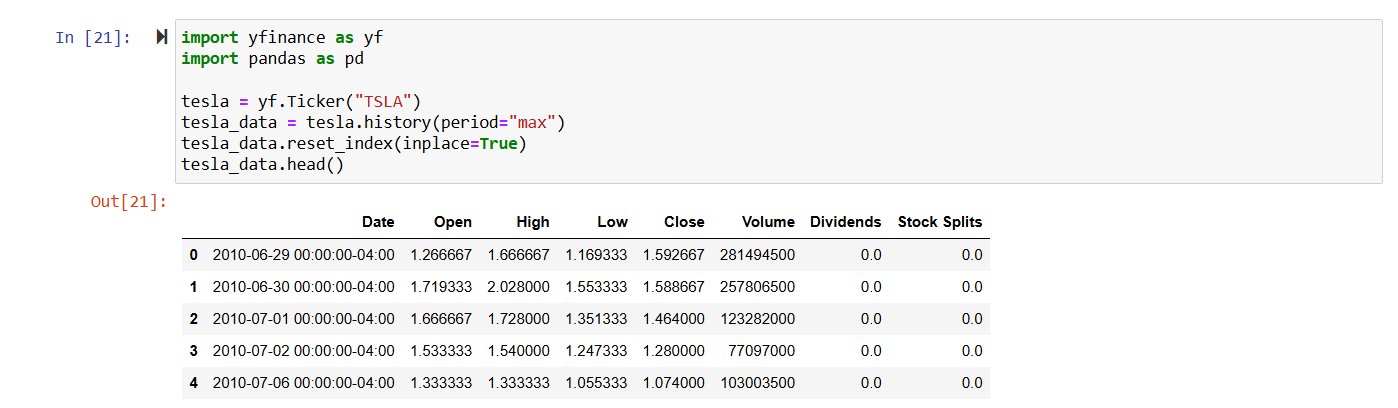 In [21]:
import yfinance as yf
import pandas as pd
tesla = yf.Ticker("TSLA")
tesla_data = tesla.history(period="max")
tesla_data.reset_index(inplace=True)
tesla_data.head()
Out[21]:
Date Open High Low Close Volume Dividends Stock Splits
0 2010-06-29 00:00:00-04:00 1.266667 1.666667 1.169333 1.592667 281494500 0.0 0.0
1 2010-06-30 00:00:00-04:00 1.719333 2.028000 1.553333 1.588667 257806500 0.0 0.0
2 2010-07-01 00:00:00-04:00 1.666667 1.728000 1.351333 1.464000 123282000 0.0 0.0
3 2010-07-02 00:00:00-04:00 1.533333 1.540000 1.247333 1.280000 77097000 0.0 0.0
4 2010-07-06 00:00:00-04:00 1.333333 1.333333 1.055333 1.074000 103003500 0.0 0.0